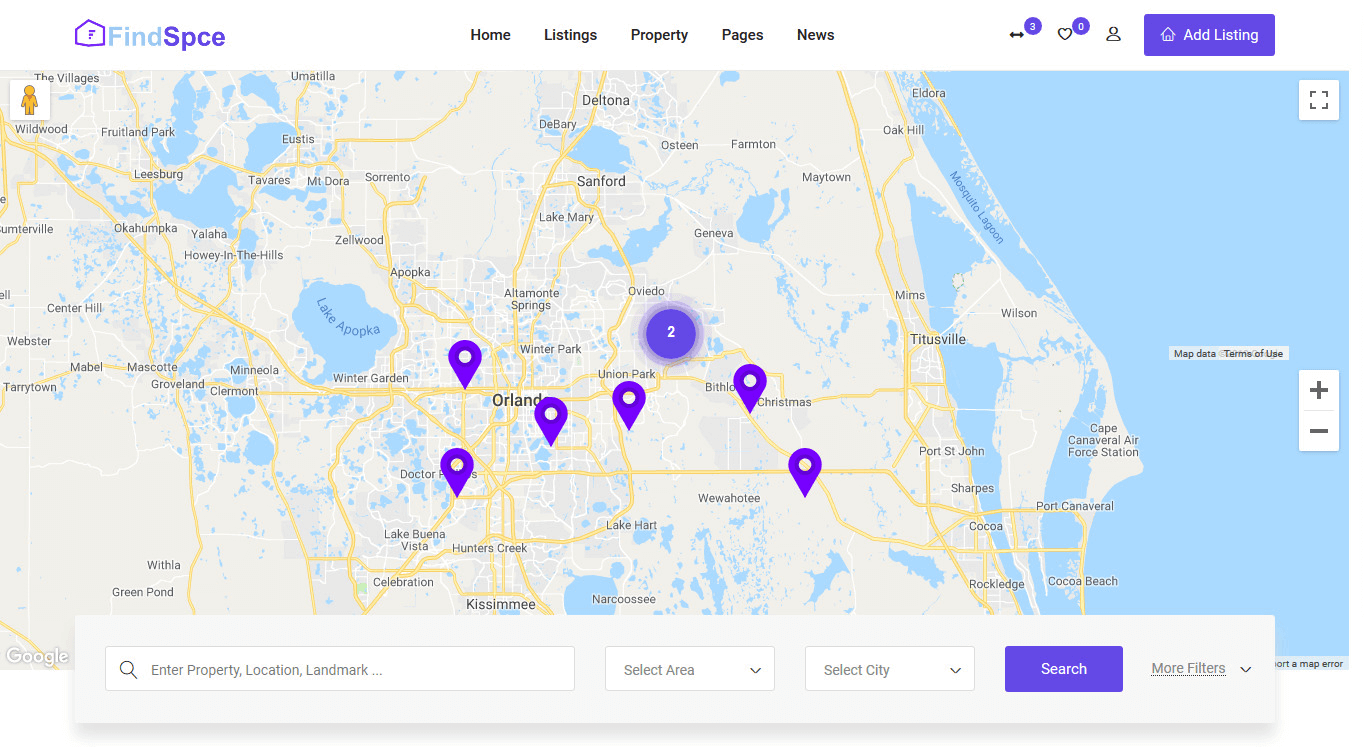 FindSpce
Home Listings Property Pages News
3 0 Add Listing
The Villages
Umatilla
Deltona
Eldora
Wildwood
Fruitland Park
Eustis
DeBary
Osteen
Farmton
Oak Hill
Leesburg
Tavares
Mt Dora
Sorrento
Sanford
Maytown
Mosquito Lagoon
Okahumpka
Yalaha
Zellwood
Lake Mary
Geneva
Howey-In-The-Hills
Apopka
Altamonte
Springs
Oviedo
Mims
Center Hill
Lake Apopka
Wilson
2
Webster
Winter Park
Titusville
Map data
Terms of Use
Mabel
Mascotte
Minneola
Tarrytown
Groveland
Clermont
Winter Garden
Union Park
Christmas
Cape
Canaveral Air
Force Station
Port St John
Doctor
Wewahotee
Sharpes
Port Canaveral
Lake Buena
Vista
Hunters Creek
Lake Hart
Cocoa
Withla
Green Pond
Celebration
Kissimmee
Narcoossee
Rockledge
Cocoa Beach
Google
Enter Property, Location, Landmark ...
Select Area
Select City
Search
More Filters
ort a map error